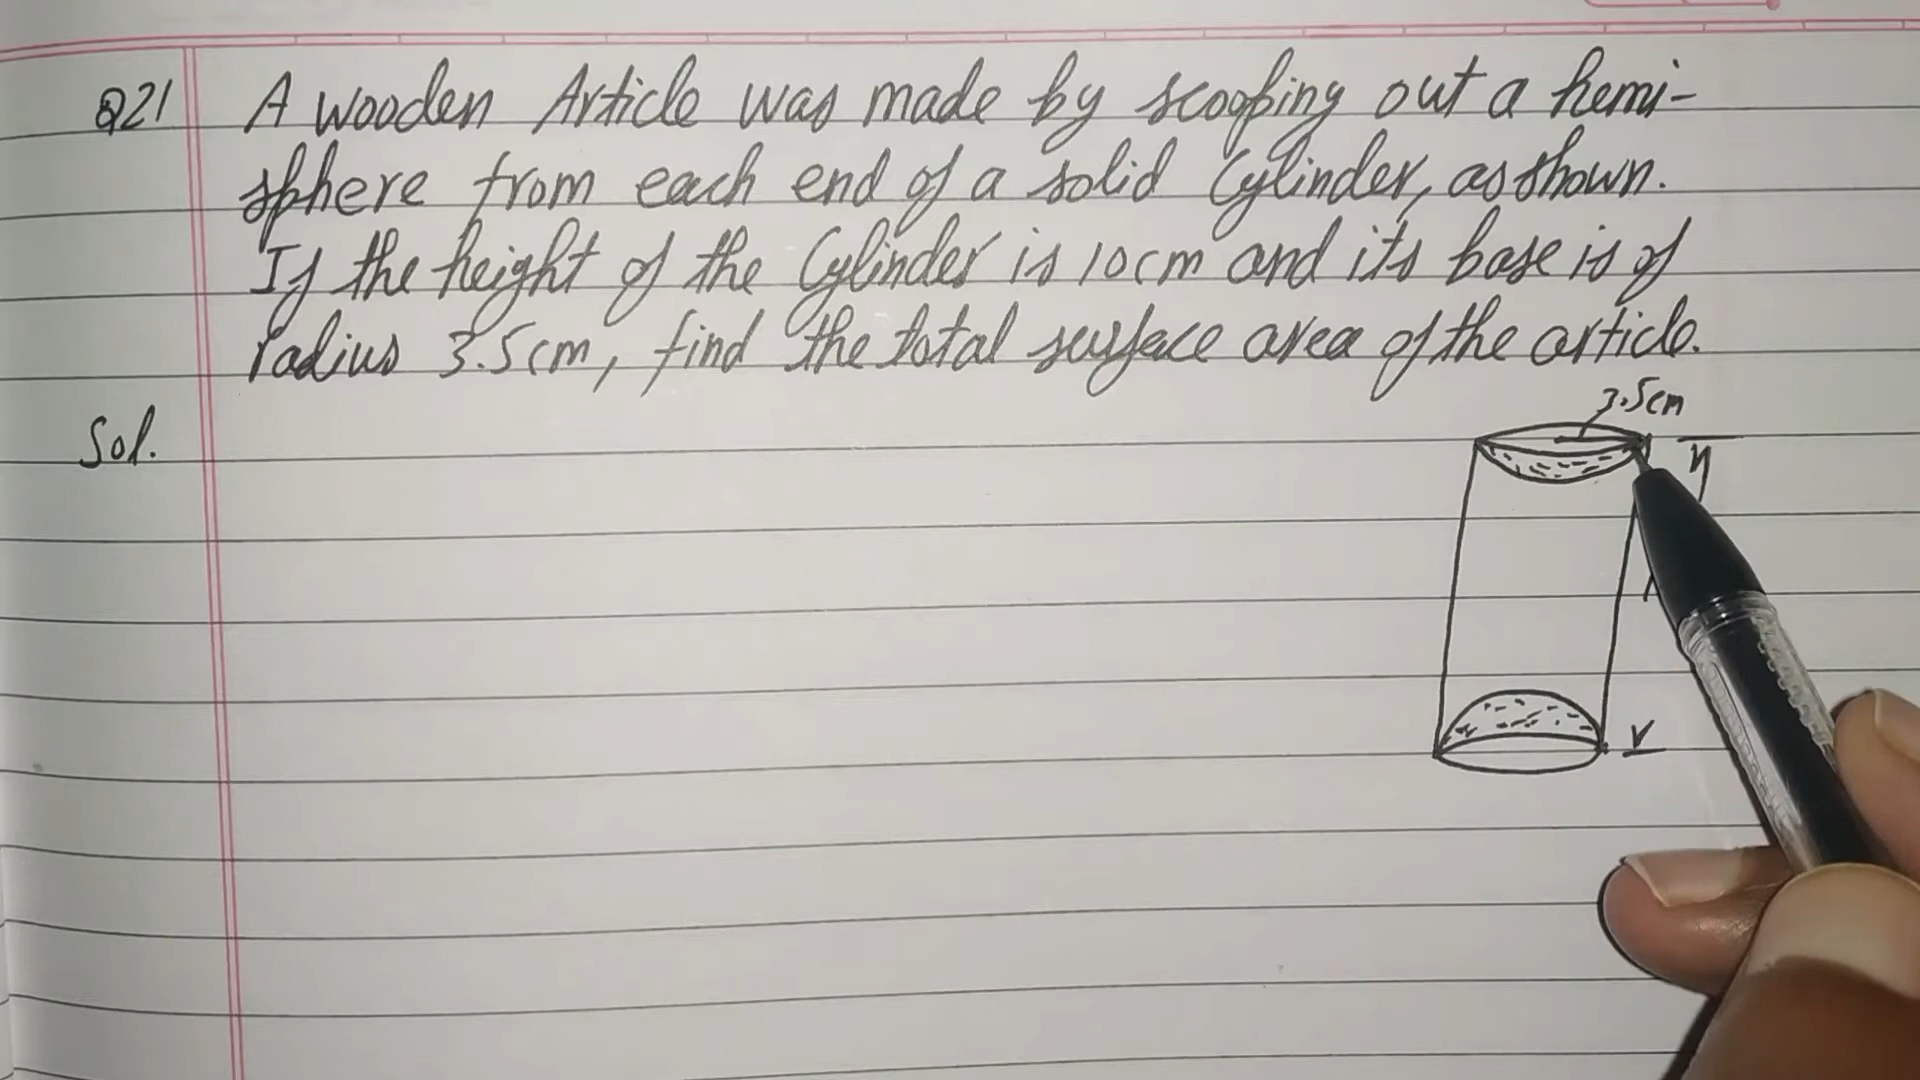 Q21 A wooden Article was made by scooping out a hemi-
sphere from each end of a solid Cylinder, as shown.
If the height of the Cylinder is 10cm and its base is of
radius 3.5cm, find the total surface area of the article.
Sol.
3.5cm